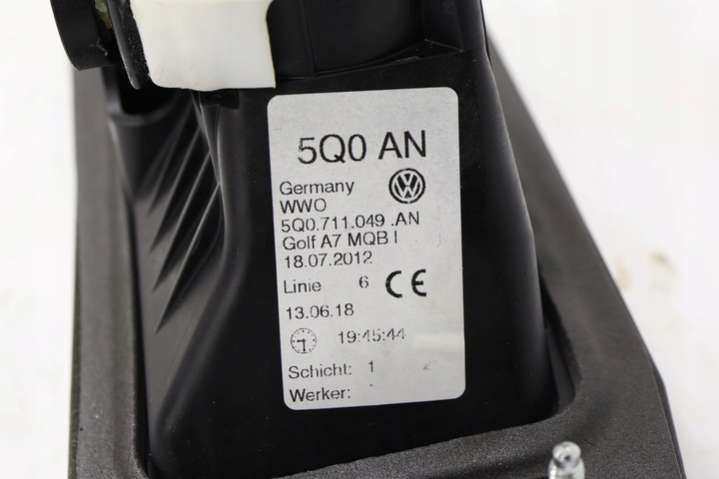 5Q0 AN
Germany
WWO
5Q0.711.049 .AN
Golf A7 MQB I
18.07.2012
Linie 6 CE
13.06.18
19:45:44
Schicht: 1
Werker: